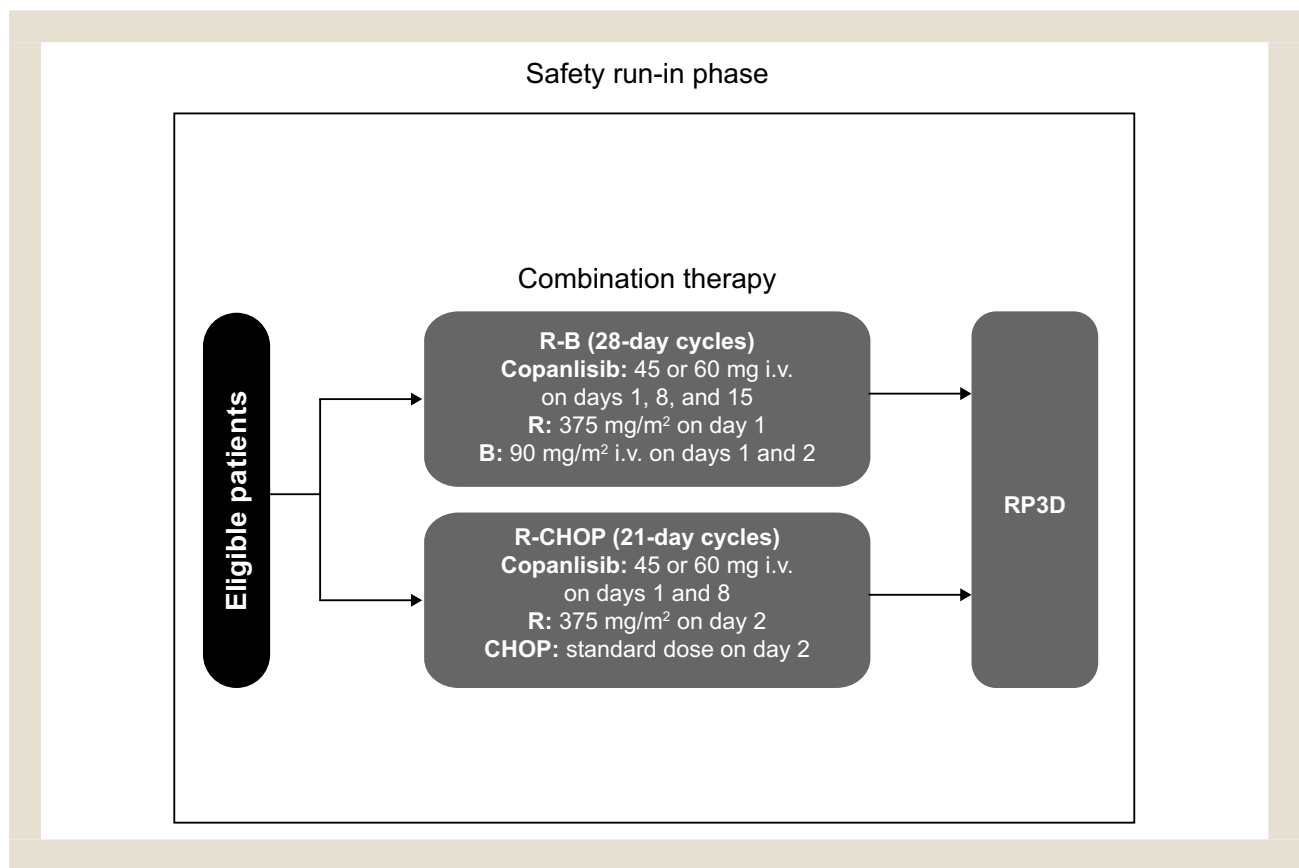 Safety run-in phase
Combination therapy
Eligible patients
R-B (28-day cycles)
Copanlisib: 45 or 60 mg i.v.
on days 1, 8, and 15
R: 375 mg/m² on day 1
B: 90 mg/m² i.v. on days 1 and 2
R-CHOP (21-day cycles)
Copanlisib: 45 or 60 mg i.v.
on days 1 and 8
R: 375 mg/m² on day 2
CHOP: standard dose on day 2
RP3D